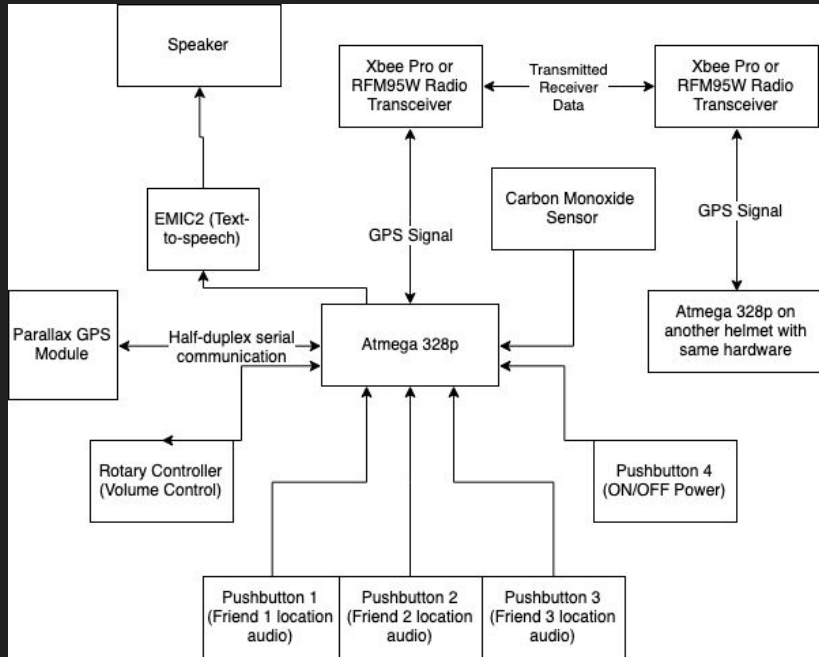 Speaker
Xbee Pro or
RFM95W Radio
Transceiver
Transmitted
Receiver
Data
Xbee Pro or
RFM95W Radio
Transceiver
EMIC2 (Text-
to-speech)
GPS Signal
Carbon Monoxide
Sensor
GPS Signal
Parallax GPS
Module
Half-duplex serial
communication
Atmega 328p
Atmega 328p on
another helmet with
same hardware
Rotary Controller
(Volume Control)
Pushbutton 4
(ON/OFF Power)
Pushbutton 1
(Friend 1 location
audio)
Pushbutton 2
(Friend 2 location
audio)
Pushbutton 3
(Friend 3 location
audio)